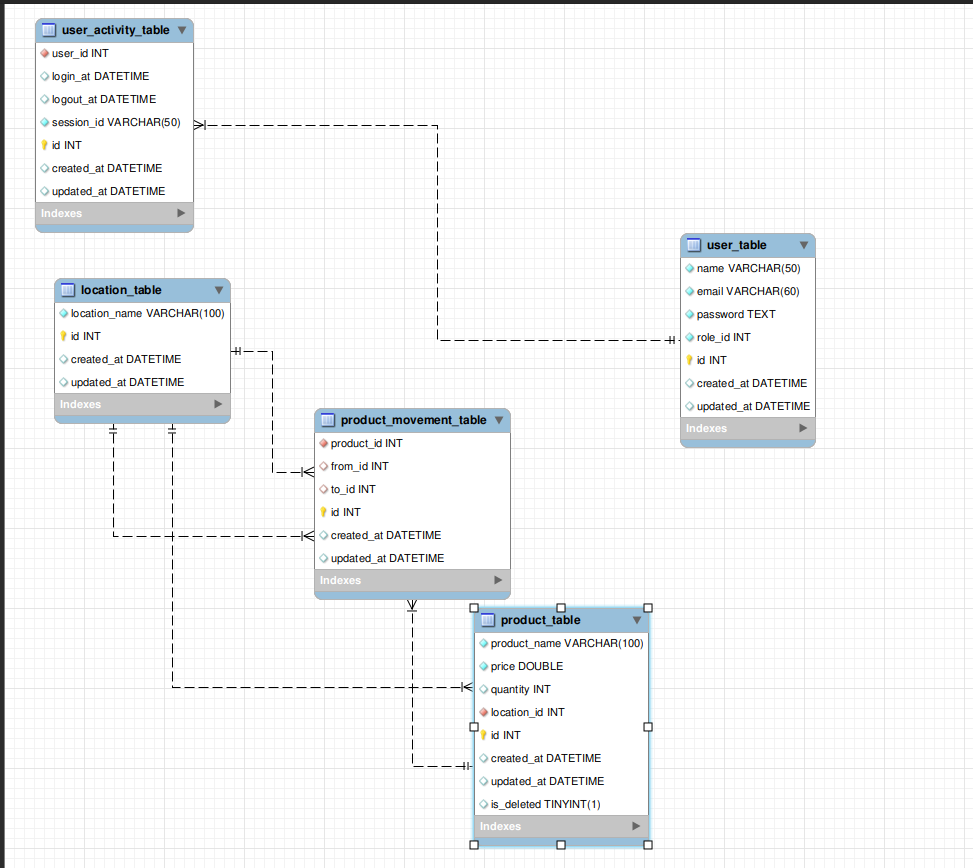 user_activity_table
user_id INT
login_at DATETIME
logout_at DATETIME
session_id VARCHAR(50)
id INT
created_at DATETIME
updated_at DATETIME
Indexes
user_table
name VARCHAR(50)
email VARCHAR(60)
password TEXT
role_id INT
id INT
created_at DATETIME
updated_at DATETIME
Indexes
location_table
location_name VARCHAR(100)
id INT
created_at DATETIME
updated_at DATETIME
Indexes
product_movement_table
product_id INT
from_id INT
to_id INT
id INT
created_at DATETIME
updated_at DATETIME
Indexes
product_table
product_name VARCHAR(100)
price DOUBLE
quantity INT
location_id INT
id INT
created_at DATETIME
updated_at DATETIME
is_deleted TINYINT(1)
Indexes